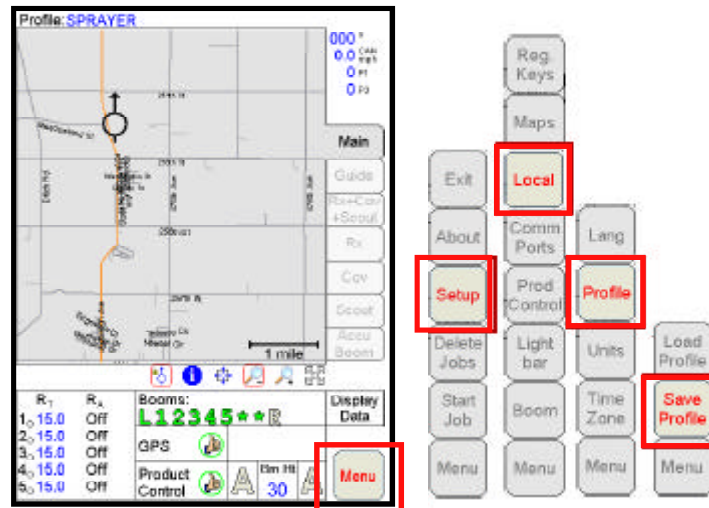 Profile: SPRAYER
000 °
0.0
0
0
Main
Guide
Rx+Cov
+Scout
Rx
Cov
Scout
Accu
Boom
1 mile
RT RA
1 15.0 Off
2 15.0 Off
3 15.0 Off
4 15.0 Off
5 15.0 Off
Booms:
L12345**R
GPS
Product
Control
A
Bm Ht
30
A
Display
Data
Menu
Exit
About
Setup
Delete
Jobs
Start
Job
Menu
Reg
Keys
Maps
Local
Comm
Ports
Prod
Control
Light
bar
Boom
Menu
Lang
Profile
Units
Time
Zone
Menu
Load
Profile
Save
Profile
Menu